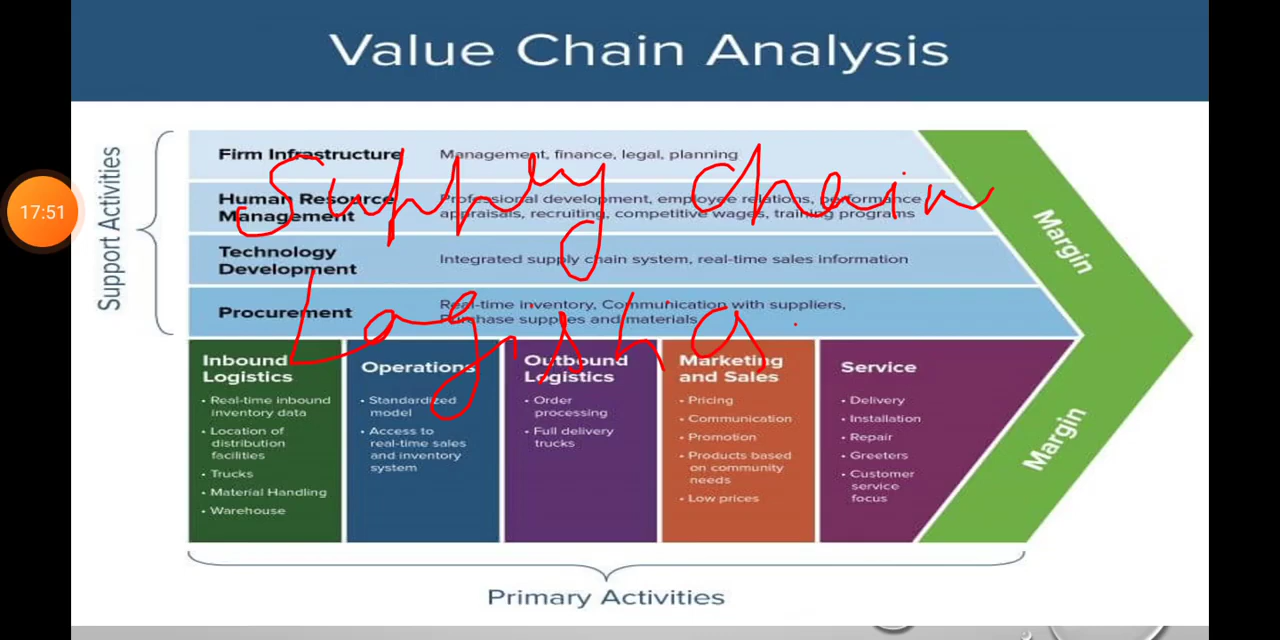 Value Chain Analysis
17:51
Support Activities
Firm Infrastructure
Management, finance, legal, planning
Human Resource
Management
Professional development, employee relations, performance
appraisals, recruiting, competitive wages, training programs
Technology
Development
Integrated supply chain system, real-time sales information
Procurement
Real-time inventory, Communication with suppliers,
Purchase supplies and materials
Supply chain
Logistics
Margin
Margin
Inbound
Logistics
• Real-time inbound
inventory data
• Location of
distribution
facilities
• Trucks
• Material Handling
• Warehouse
Operations
• Standardized
model
• Access to
real-time sales
and inventory
system
Outbound
Logistics
• Order
processing
• Full delivery
trucks
Marketing
and Sales
• Pricing
• Communication
• Promotion
• Products based
on community
needs
• Low prices
Service
• Delivery
• Installation
• Repair
• Greeters
• Customer
service
focus
Primary Activities